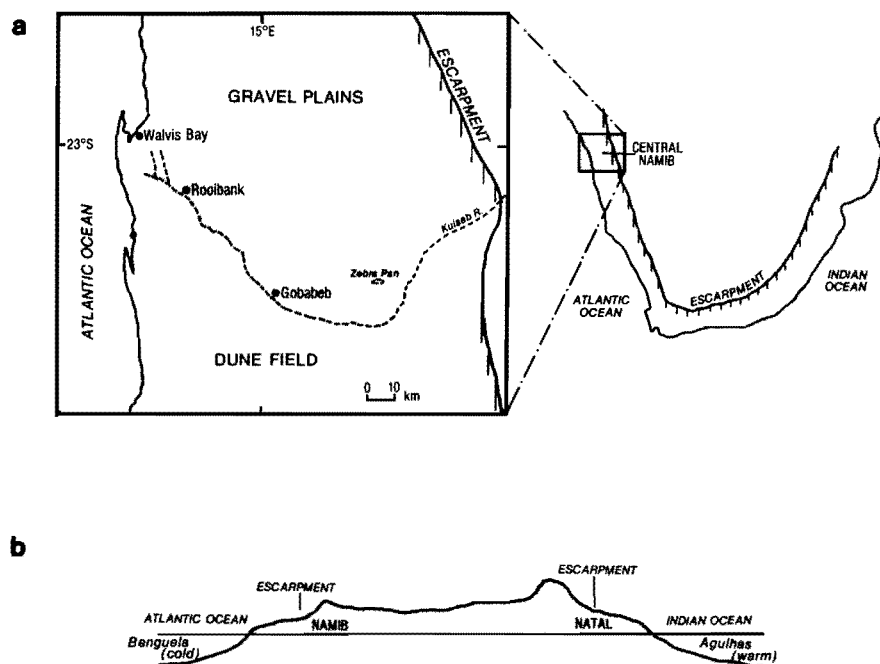 a
15°E
ESCARPMENT
GRAVEL PLAINS
23°S
Walvis Bay
Rooibank
Kuiseb R.
Zebra Pan
Gobabeb
ATLANTIC OCEAN
DUNE FIELD
0 10
km
CENTRAL
NAMIB
ESCARPMENT
ATLANTIC
OCEAN
INDIAN
OCEAN
b
ESCARPMENT
ESCARPMENT
ATLANTIC OCEAN
NAMIB
NATAL
INDIAN OCEAN
Benguela
(cold)
Agulhas
(warm)